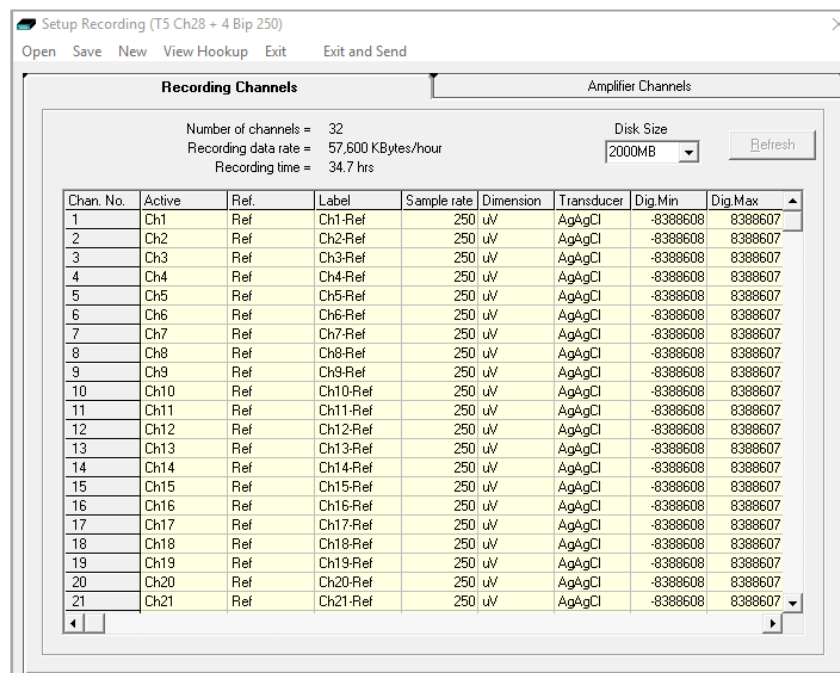 Setup Recording (T5 Ch28 + 4 Bip 250)
Open Save New View Hookup Exit Exit and Send
Recording Channels Amplifier Channels
Number of channels = 32 Disk Size
Recording data rate = 57,600 KBytes/hour 2000MB Refresh
Recording time = 34.7 hrs
Chan. No. Active Ref. Label Sample rate Dimension Transducer Dig.Min Dig.Max
1 Ch1 Ref Ch1-Ref 250 uV AgAgCl -8388608 8388607
2 Ch2 Ref Ch2-Ref 250 uV AgAgCl -8388608 8388607
3 Ch3 Ref Ch3-Ref 250 uV AgAgCl -8388608 8388607
4 Ch4 Ref Ch4-Ref 250 uV AgAgCl -8388608 8388607
5 Ch5 Ref Ch5-Ref 250 uV AgAgCl -8388608 8388607
6 Ch6 Ref Ch6-Ref 250 uV AgAgCl -8388608 8388607
7 Ch7 Ref Ch7-Ref 250 uV AgAgCl -8388608 8388607
8 Ch8 Ref Ch8-Ref 250 uV AgAgCl -8388608 8388607
9 Ch9 Ref Ch9-Ref 250 uV AgAgCl -8388608 8388607
10 Ch10 Ref Ch10-Ref 250 uV AgAgCl -8388608 8388607
11 Ch11 Ref Ch11-Ref 250 uV AgAgCl -8388608 8388607
12 Ch12 Ref Ch12-Ref 250 uV AgAgCl -8388608 8388607
13 Ch13 Ref Ch13-Ref 250 uV AgAgCl -8388608 8388607
14 Ch14 Ref Ch14-Ref 250 uV AgAgCl -8388608 8388607
15 Ch15 Ref Ch15-Ref 250 uV AgAgCl -8388608 8388607
16 Ch16 Ref Ch16-Ref 250 uV AgAgCl -8388608 8388607
17 Ch17 Ref Ch17-Ref 250 uV AgAgCl -8388608 8388607
18 Ch18 Ref Ch18-Ref 250 uV AgAgCl -8388608 8388607
19 Ch19 Ref Ch19-Ref 250 uV AgAgCl -8388608 8388607
20 Ch20 Ref Ch20-Ref 250 uV AgAgCl -8388608 8388607
21 Ch21 Ref Ch21-Ref 250 uV AgAgCl -8388608 8388607